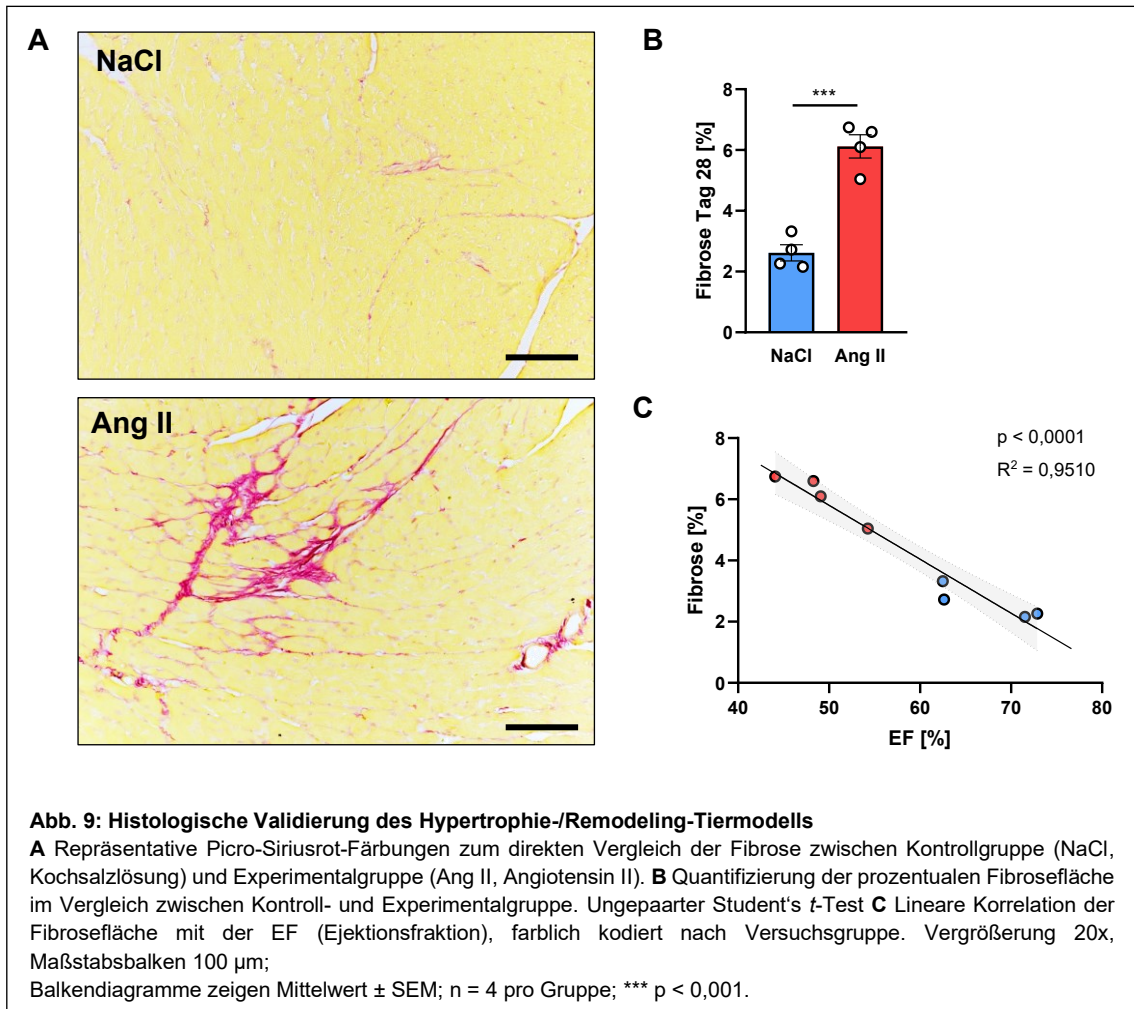 A
NaCl
Ang II
B
***
Fibrose Tag 28 [%]
8
6
4
2
0
NaCl
Ang II
C
p < 0,0001
R² = 0,9510
Fibrose [%]
8
6
4
2
0
40
50
60
70
80
EF [%]
Abb. 9: Histologische Validierung des Hypertrophie-/Remodeling-Tiermodells
A Repräsentative Picro-Siriusrot-Färbungen zum direkten Vergleich der Fibrose zwischen Kontrollgruppe (NaCl,
Kochsalzlösung) und Experimentalgruppe (Ang II, Angiotensin II). B Quantifizierung der prozentualen Fibrosefläche
im Vergleich zwischen Kontroll- und Experimentalgruppe. Ungepaarter Student's t-Test C Lineare Korrelation der
Fibrosefläche mit der EF (Ejektionsfraktion), farblich kodiert nach Versuchsgruppe. Vergrößerung 20x,
Maßstabsbalken 100 µm;
Balkendiagramme zeigen Mittelwert ± SEM; n = 4 pro Gruppe; *** p < 0,001.